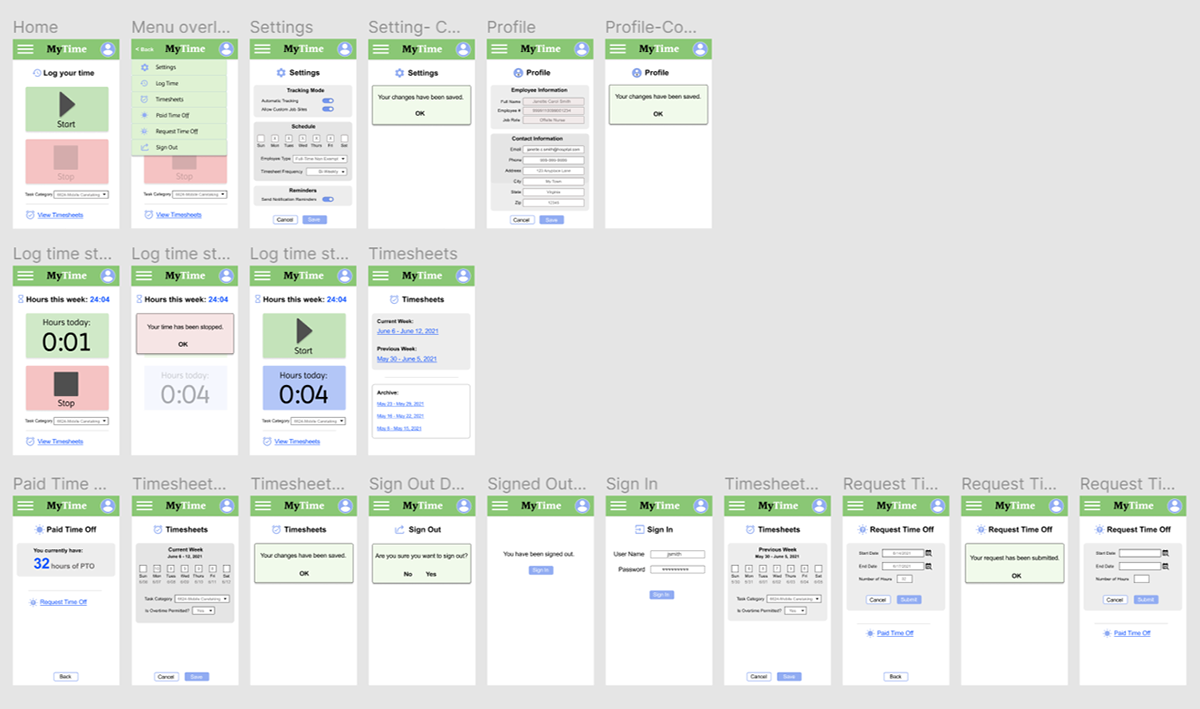 Home
Menu overl...
Settings
Setting- C...
Profile
Profile-Co...
MyTime
< Back MyTime
MyTime
MyTime
MyTime
MyTime
Log your time
Start
Stop
Task Category
View Timesheets
Settings
Log Time
Timesheets
Paid Time Off
Request Time Off
Sign Out
Stop
Task Category
View Timesheets
Settings
Tracking Mode
Automatic Tracking
Allow Custom Job Sites
Schedule
Sun Mon Tues Wed Thurs Fri Sat
Employee Type Full-Time Non-Exempt
Timesheet Frequency Bi-Weekly
Reminders
Send Notification Reminders
Cancel Save
Settings
Your changes have been saved.
OK
Profile
Employee Information
Full Name Janelle Carol Smith
Employee #
Job Role Offsite Nurse
Contact Information
Email
Phone 999-999-9999
Address 123 Anyplace Lane
City My Town
State Virginia
Zip 12345
Cancel Save
Profile
Your changes have been saved.
OK
Log time st...
Log time st...
Log time st...
Timesheets
MyTime
MyTime
MyTime
MyTime
Hours this week: 24:04
Hours today:
0:01
Stop
Task Category
View Timesheets
Hours this week: 24:04
Your time has been stopped.
OK
Hours today:
0:04
Hours this week: 24:04
Start
Hours today:
0:04
Task Category
View Timesheets
Timesheets
Current Week:
June 6 - June 12, 2021
Previous Week:
May 30 - June 5, 2021
Archive:
May 23 - May 29, 2021
May 16 - May 22, 2021
May 9 - May 15, 2021
Paid Time ...
Timesheet...
Timesheet...
Sign Out D...
Signed Out...
Sign In
Timesheet...
Request Ti...
Request Ti...
Request Ti...
MyTime
MyTime
MyTime
MyTime
MyTime
MyTime
MyTime
MyTime
MyTime
MyTime
Paid Time Off
You currently have:
32 hours of PTO
Request Time Off
Back
Timesheets
Current Week
June 6 - 12, 2021
Sun Mon Tues Wed Thurs Fri Sat
6/06 6/07 6/08 6/09 6/10 6/11 6/12
Task Category
Is Overtime Permitted? Yes
Cancel Save
Timesheets
Your changes have been saved.
OK
Sign Out
Are you sure you want to sign out?
No Yes
You have been signed out.
Sign In
Sign In
User Name jsmith
Password
Sign In
Timesheets
Previous Week
May 30 - June 5, 2021
Sun Mon Tues Wed Thurs Fri Sat
Task Category
Is Overtime Permitted? Yes
Cancel Save
Request Time Off
Start Date
End Date
Number of Hours
Cancel Submit
Paid Time Off
Back
Request Time Off
Your request has been submitted.
OK
Request Time Off
Start Date
End Date
Number of Hours
Cancel Submit
Paid Time Off